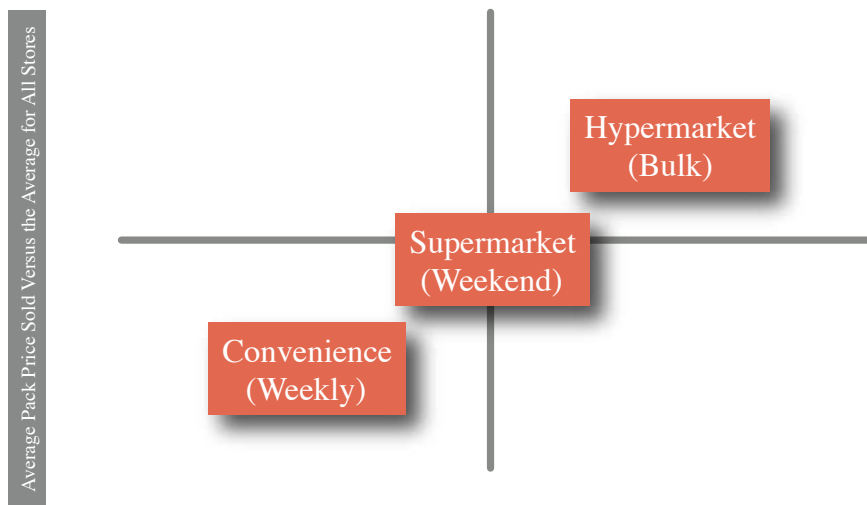 Average Pack Price Sold Versus the Average for All Stores
Hypermarket
(Bulk)
Supermarket
(Weekend)
Convenience
(Weekly)